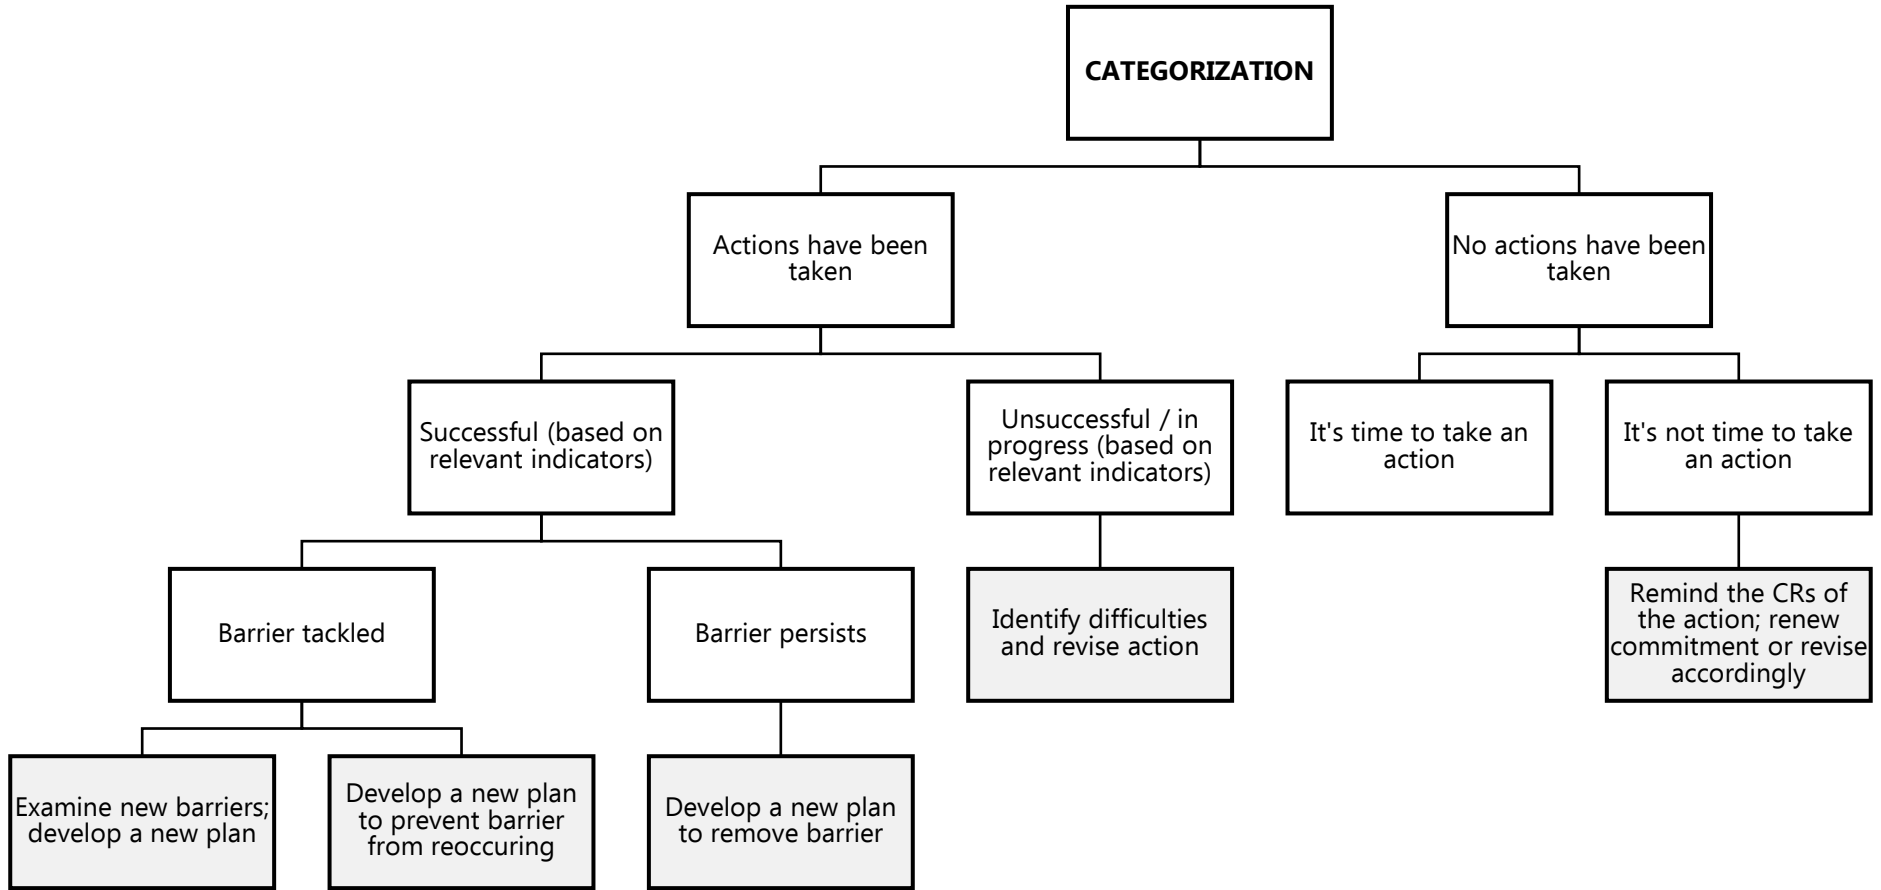 CATEGORIZATION
Actions have been
taken
No actions have been
taken
Successful (based on
relevant indicators)
Unsuccessful / in
progress (based on
relevant indicators)
It's time to take an
action
It's not time to take
an action
Barrier tackled
Barrier persists
Identify difficulties
and revise action
Remind the CRs of
the action; renew
commitment or revise
accordingly
Examine new barriers;
develop a new plan
Develop a new plan
to prevent barrier
from reoccuring
Develop a new plan
to remove barrier